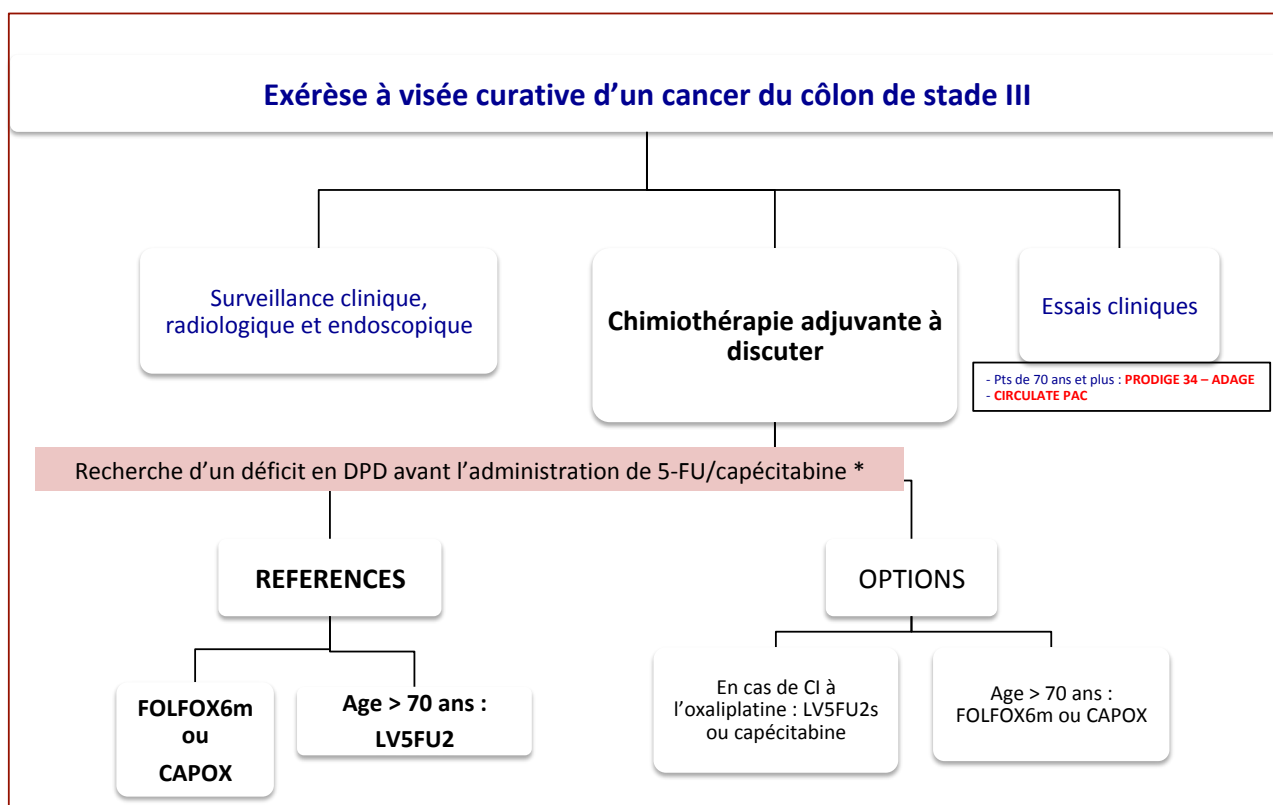 Exérèse à visée curative d’un cancer du côlon de stade III
Surveillance clinique,
radiologique et endoscopique
Chimiothérapie adjuvante à
discuter
Essais cliniques
- Pts de 70 ans et plus : PRODIGE 34 – ADAGE
- CIRCULATE PAC
Recherche d’un déficit en DPD avant l’administration de 5-FU/capécitabine *
REFERENCES
OPTIONS
FOLFOX6m
ou
CAPOX
Age > 70 ans :
LV5FU2
En cas de CI à
l’oxaliplatine : LV5FU2s
ou capécitabine
Age > 70 ans :
FOLFOX6m ou CAPOX